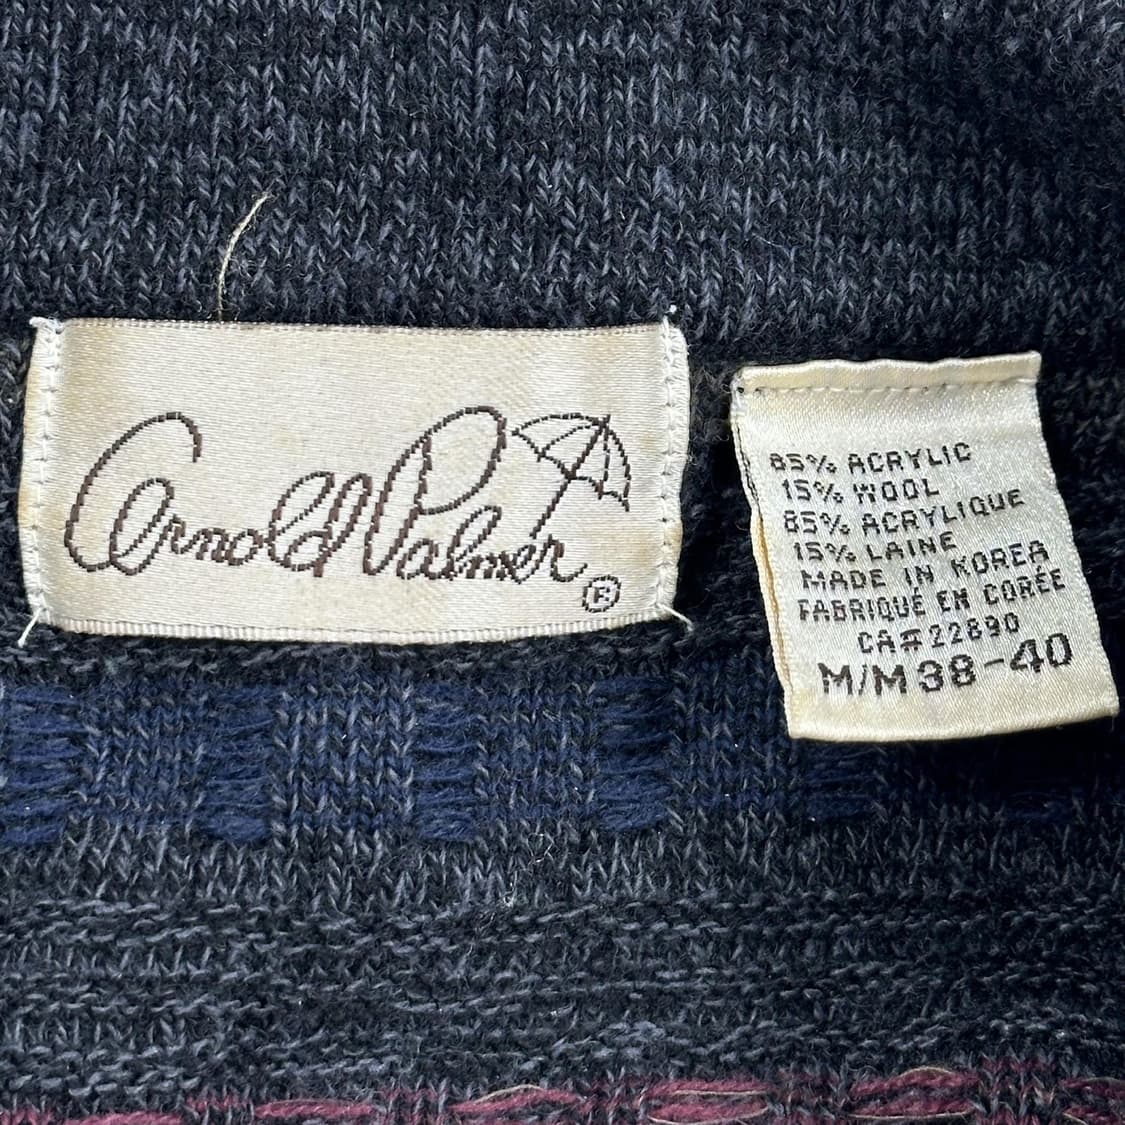 Arnold Palmer ®
85% ACRYLIC
15% WOOL
85% ACRYLIQUE
15% LAINE
MADE IN KOREA
FABRIQUÉ EN CORÉE
CA#22890
M/M 38-40